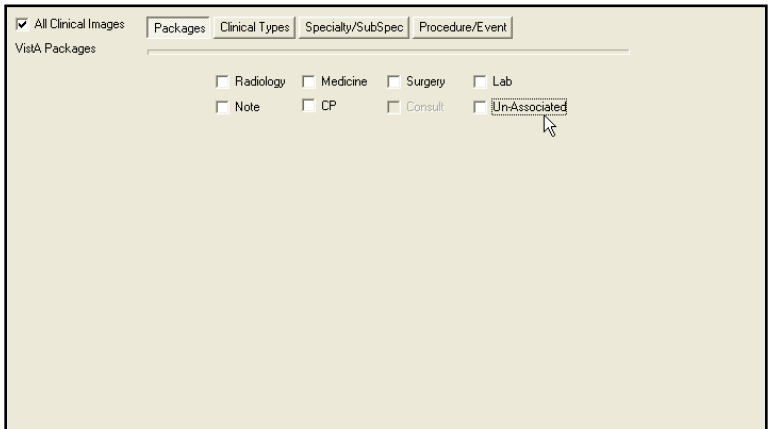 All Clinical Images Packages Clinical Types Specialty/SubSpec Procedure/Event
VistA Packages
Radiology Medicine Surgery Lab
Note CP Consult Un-Associated